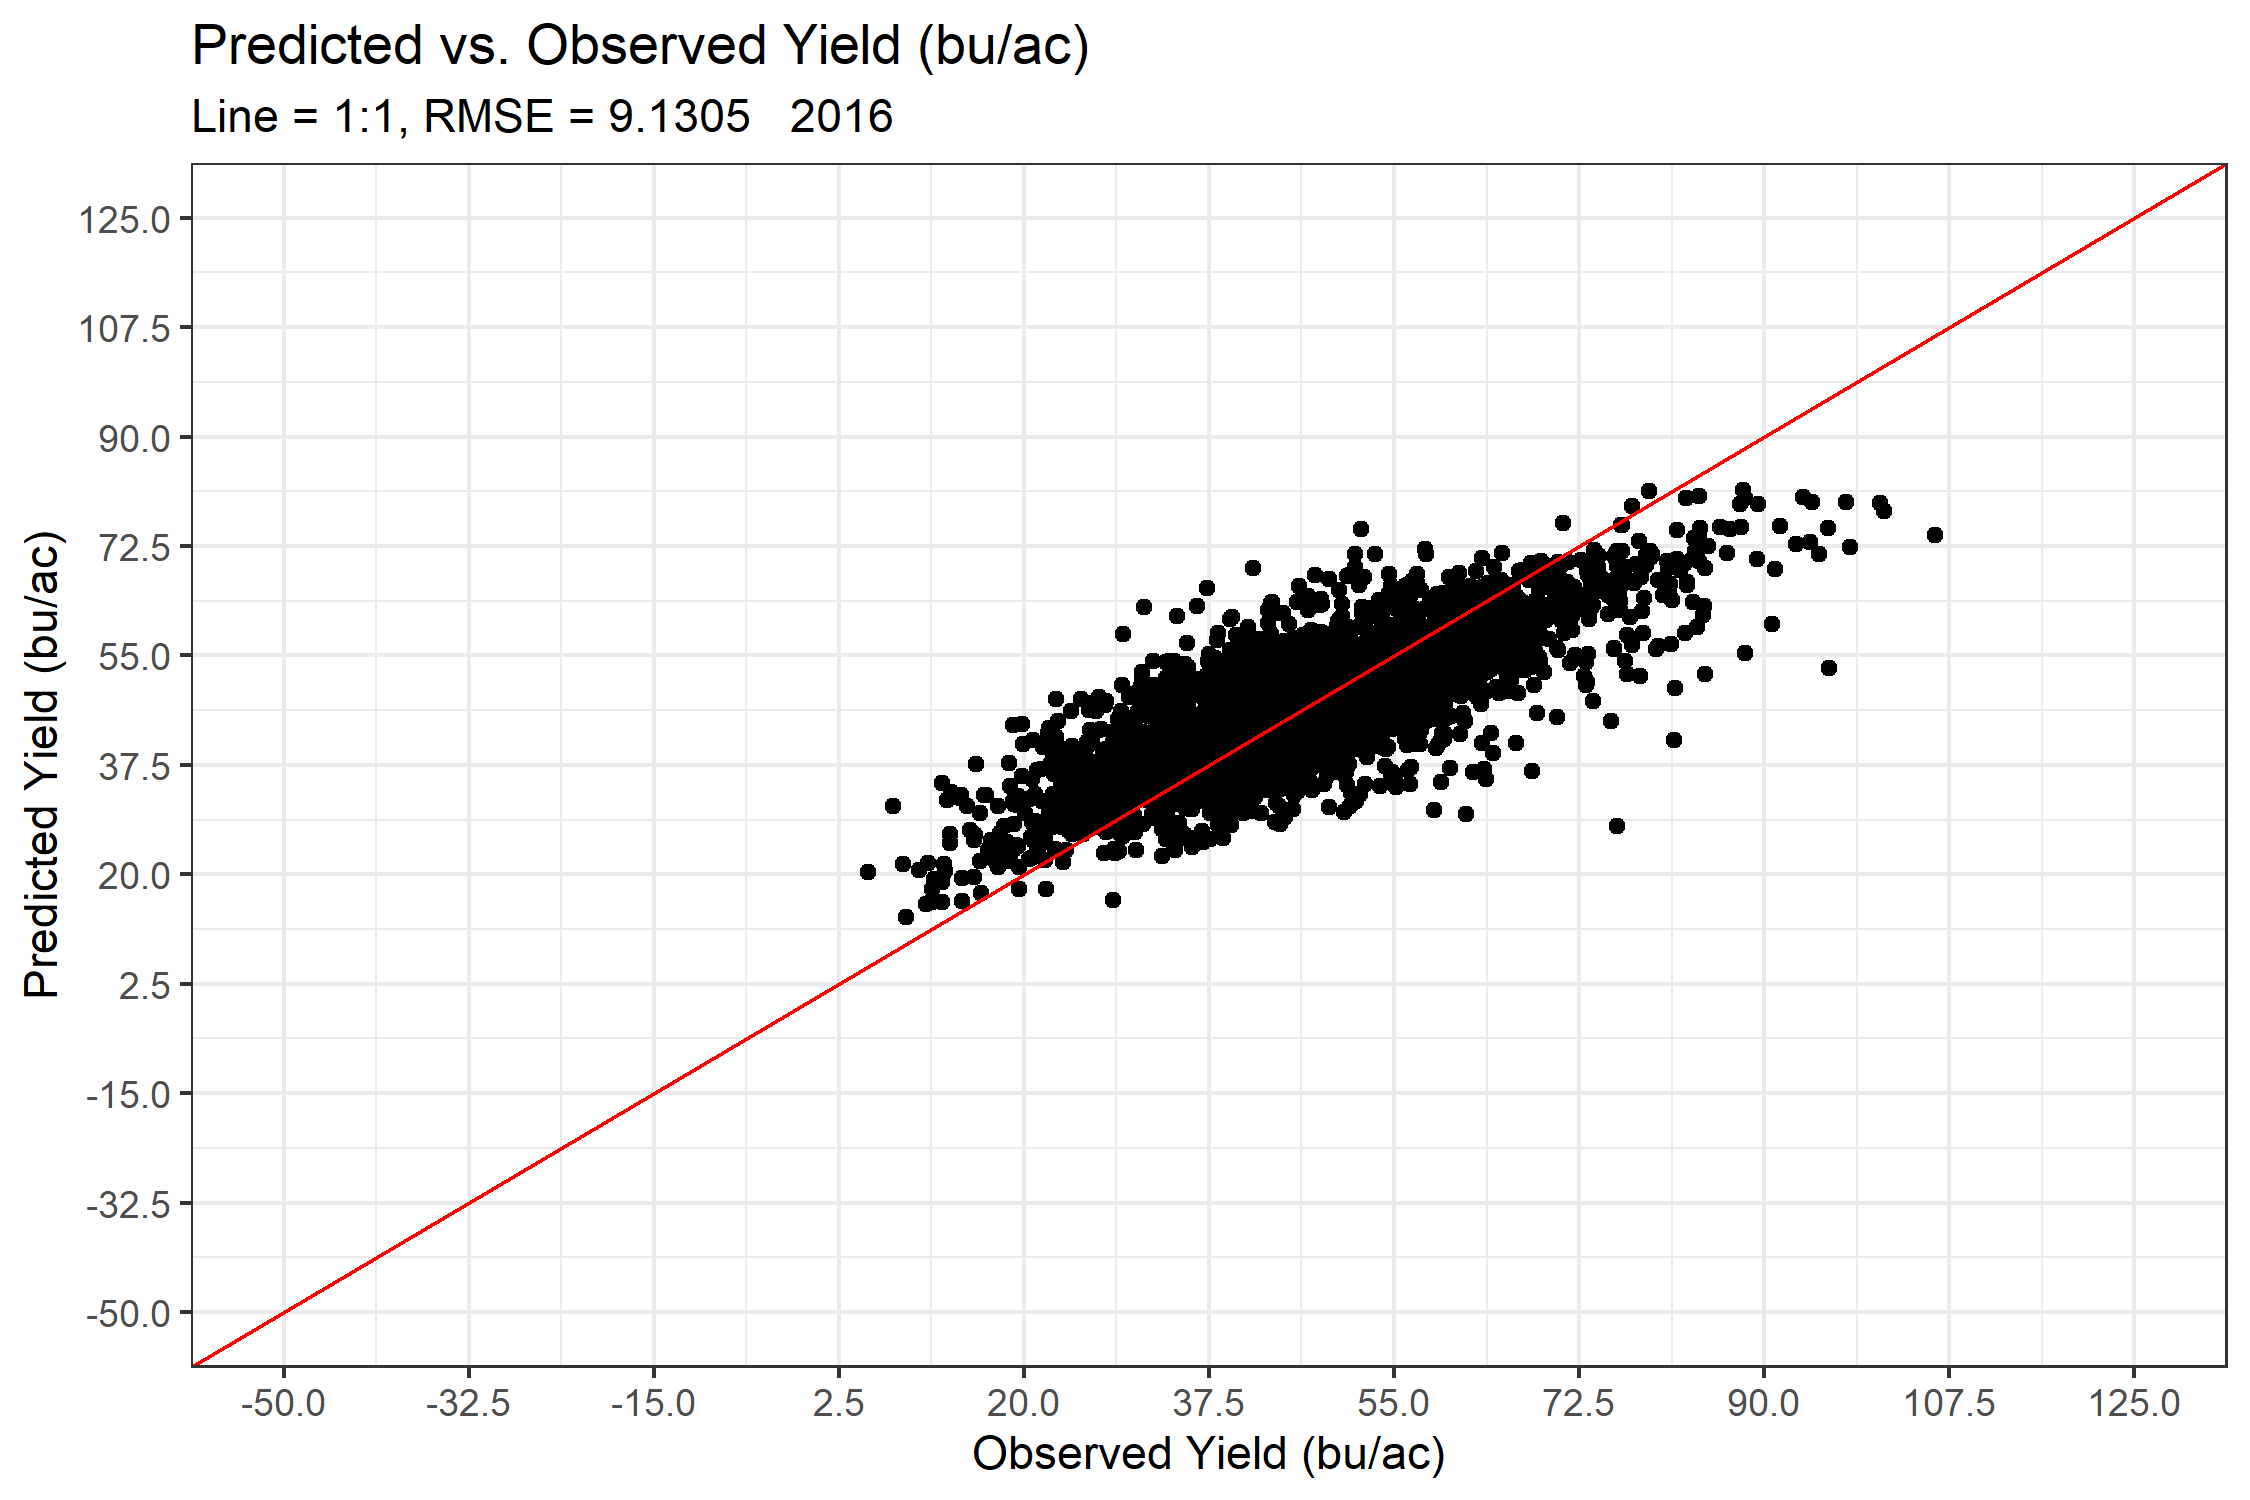 Predicted vs. Observed Yield (bu/ac)
Line = 1:1, RMSE = 9.1305   2016
Predicted Yield (bu/ac)
125.0
107.5
90.0
72.5
55.0
37.5
20.0
2.5
-15.0
-32.5
-50.0
-50.0 -32.5 -15.0 2.5 20.0 37.5 55.0 72.5 90.0 107.5 125.0
Observed Yield (bu/ac)